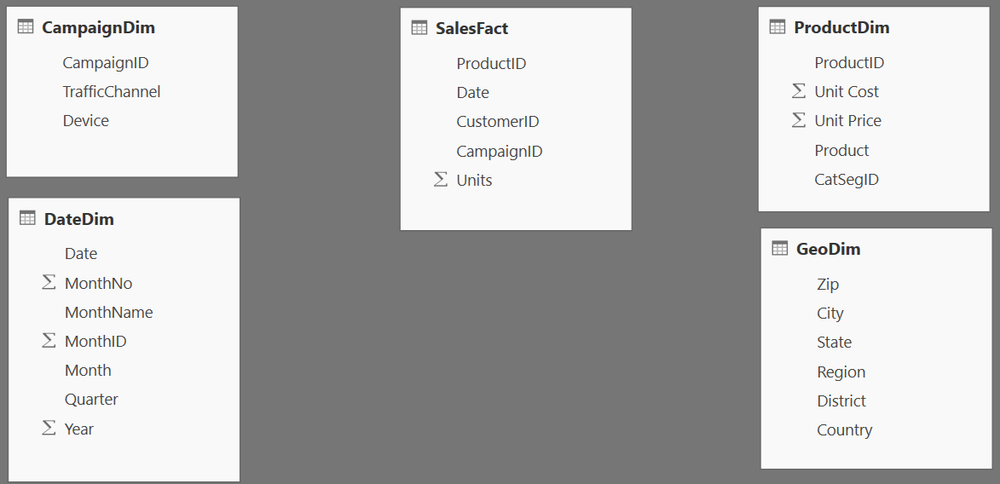 CampaignDim
CampaignID
TrafficChannel
Device
DateDim
Date
Σ MonthNo
MonthName
Σ MonthID
Month
Quarter
Σ Year
SalesFact
ProductID
Date
CustomerID
CampaignID
Σ Units
ProductDim
ProductID
Σ Unit Cost
Σ Unit Price
Product
CatSegID
GeoDim
Zip
City
State
Region
District
Country